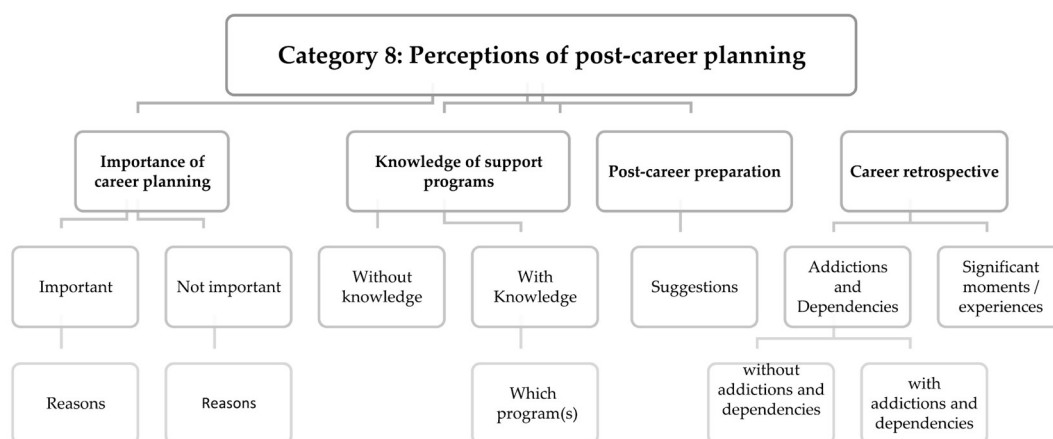 Category 8: Perceptions of post-career planning
Importance of
career planning
Knowledge of support
programs
Post-career preparation
Career retrospective
Important
Not important
Without
knowledge
With
Knowledge
Suggestions
Addictions
and
Dependencies
Significant
moments /
experiences
Reasons
Reasons
Which
program(s)
without
addictions and
dependencies
with
addictions and
dependencies